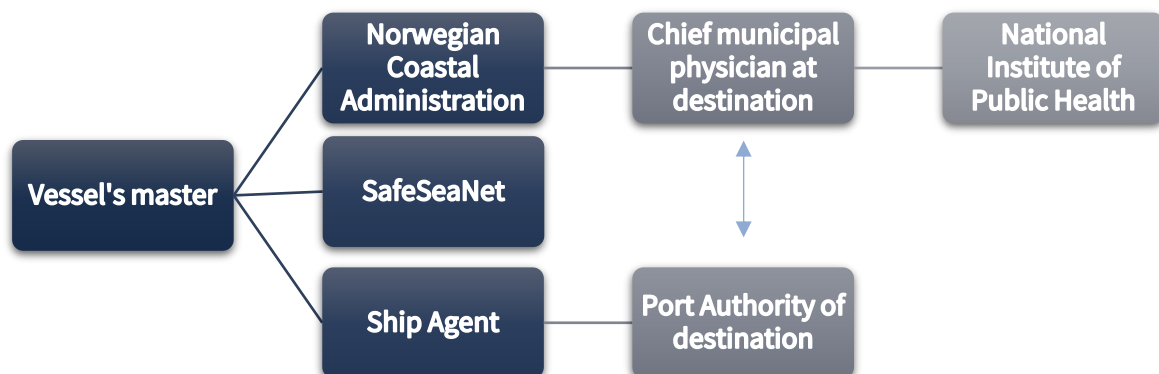 Norwegian
Coastal
Administration
Chief municipal
physician at
destination
National
Institute of
Public Health
Vessel's master
SafeSeaNet
Ship Agent
Port Authority of
destination